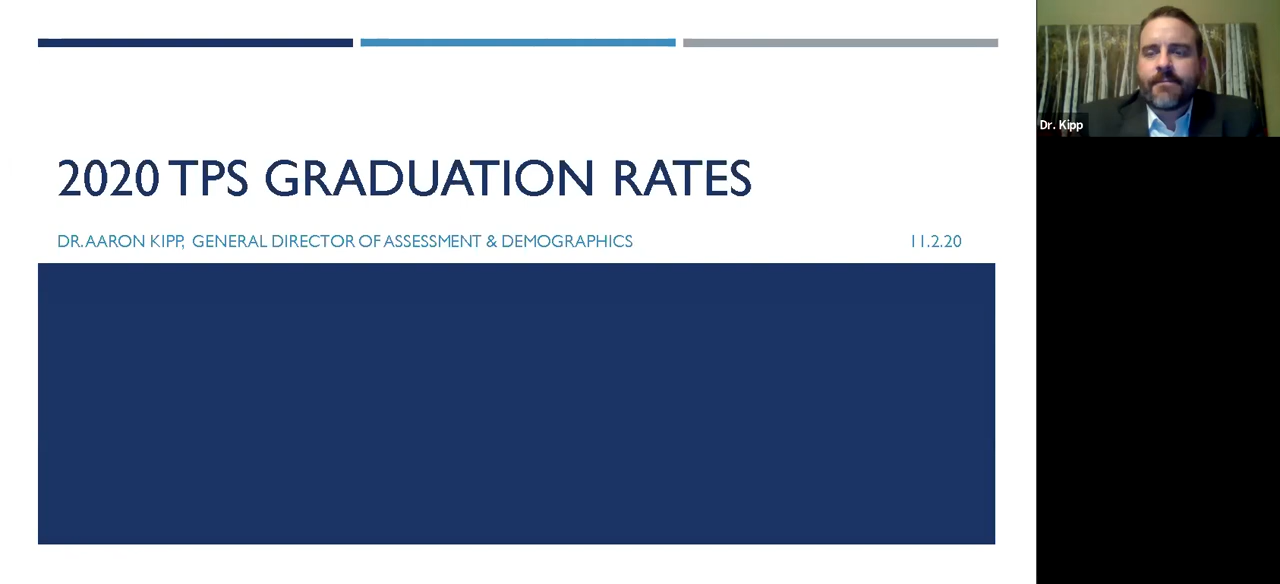 2020 TPS GRADUATION RATES
DR. AARON KIPP, GENERAL DIRECTOR OF ASSESSMENT & DEMOGRAPHICS 11.2.20
Dr. Kipp